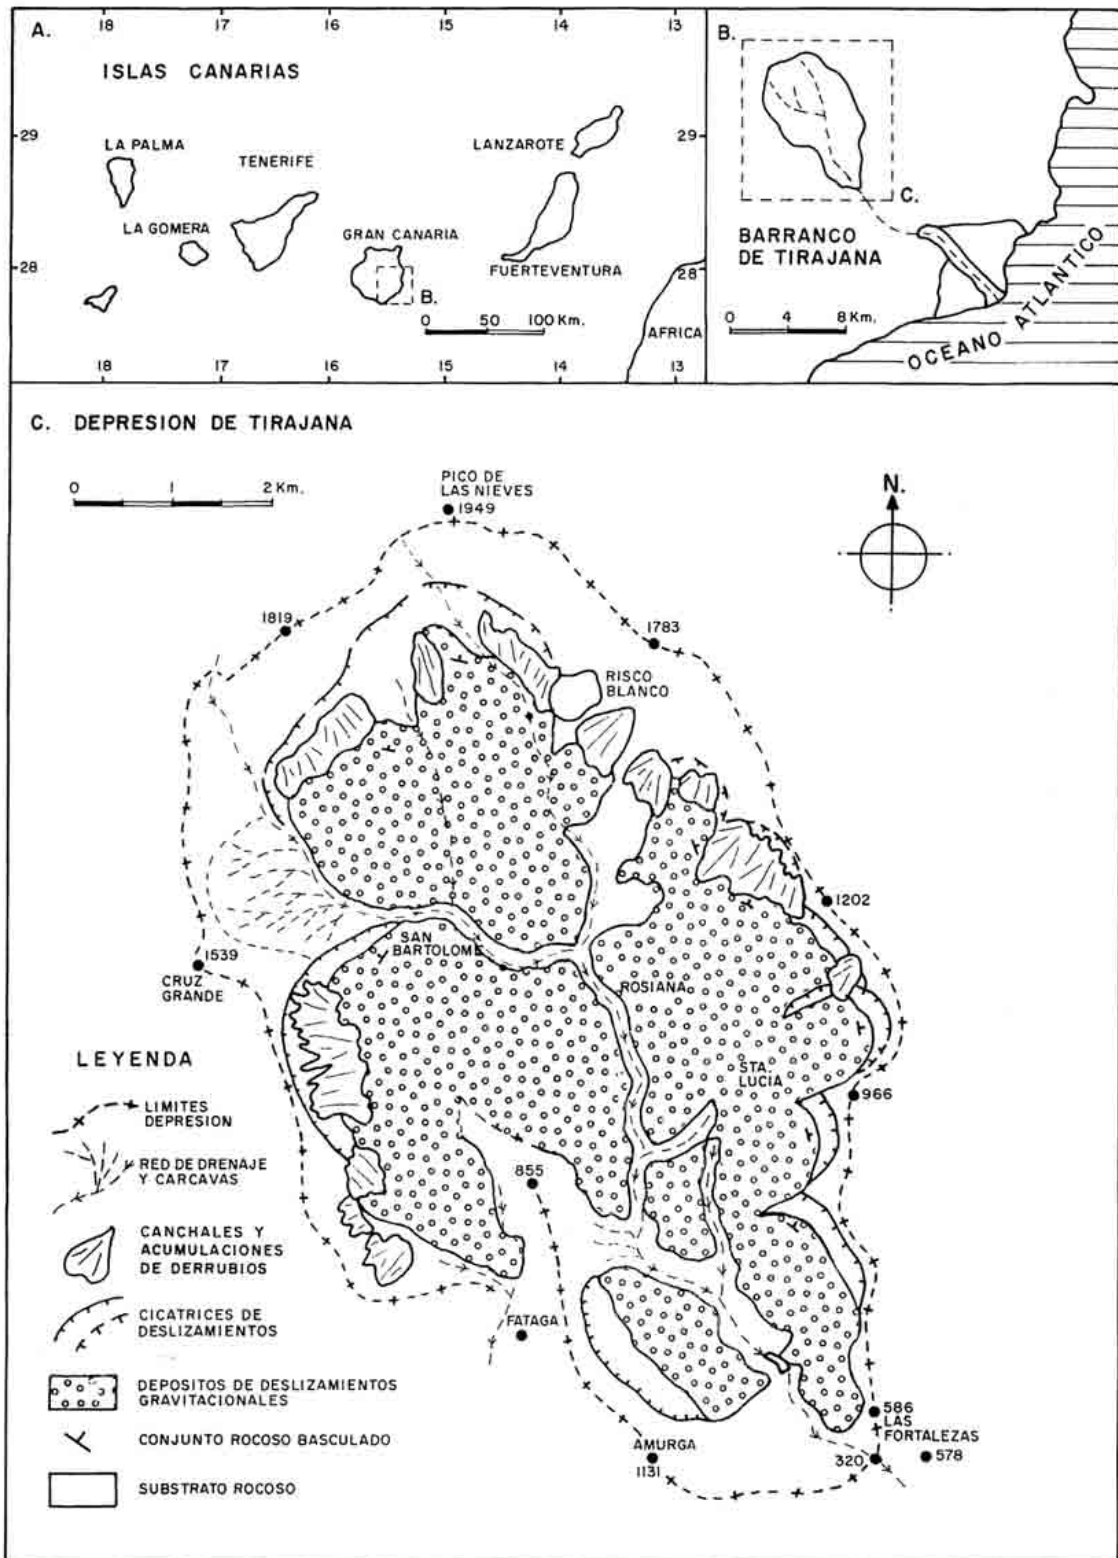 A.
18 17 16 15 14 13
ISLAS CANARIAS
29
29
LA PALMA
TENERIFE
LANZAROTE
LA GOMERA
GRAN CANARIA
28
28
FUERTEVENTURA
B.
0 50 100 Km.
AFRICA
18 17 16 15 14 13
B.
C.
BARRANCO
DE TIRAJANA
0 4 8 Km.
OCEANO ATLANTICO
C. DEPRESION DE TIRAJANA
0 1 2 Km.
PICO DE
LAS NIEVES
1949
N.
1819
1783
RISCO
BLANCO
1202
SAN
BARTOLOME
1539
CRUZ
GRANDE
ROSIANA
STA.
LUCIA
966
855
FATAGA
586
LAS
FORTALEZAS
AMURGA
1131
320
578
LEYENDA
LIMITES
DEPRESION
RED DE DRENAJE
Y CARCAVAS
CANCHALES Y
ACUMULACIONES
DE DERRUBIOS
CICATRICES DE
DESLIZAMIENTOS
DEPOSITOS DE DESLIZAMIENTOS
GRAVITACIONALES
CONJUNTO ROCOSO BASCULADO
SUBSTRATO ROCOSO